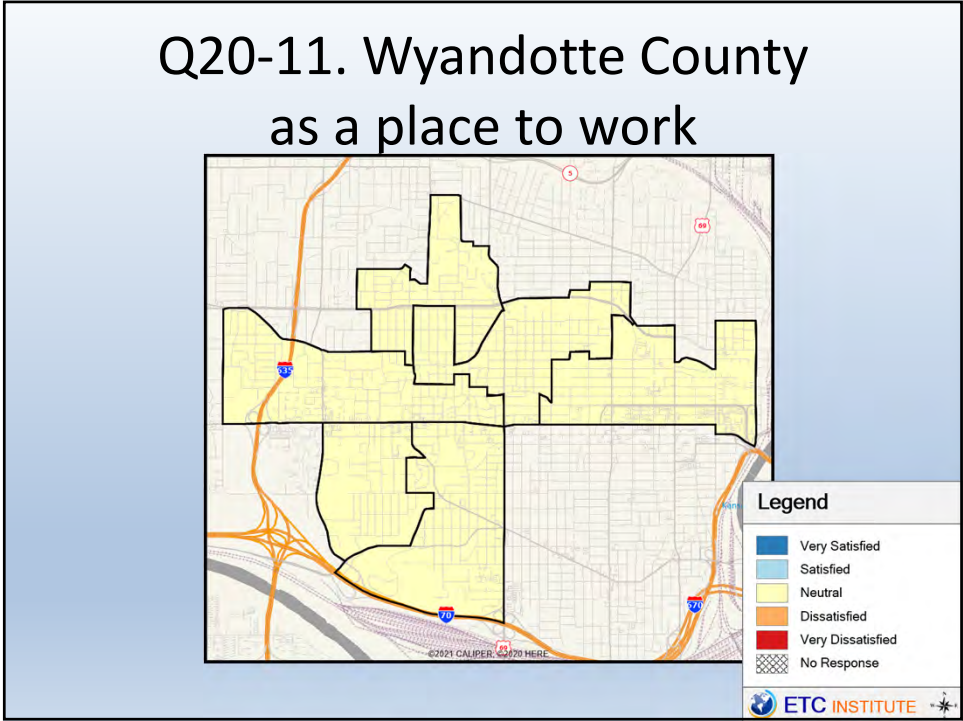 Q20-11. Wyandotte County
as a place to work
5
69
635
70
670
69
©2021 CALIPER; ©2020 HERE
Legend
Very Satisfied
Satisfied
Neutral
Dissatisfied
Very Dissatisfied
No Response
ETC INSTITUTE